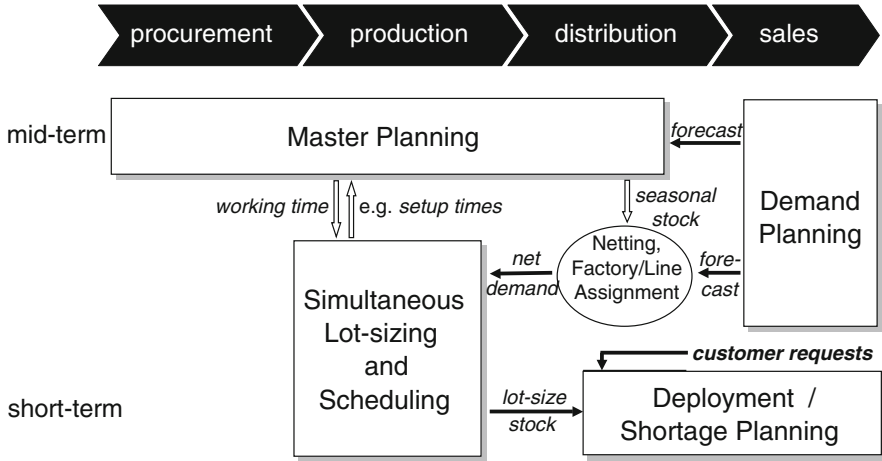 procurement
production
distribution
sales
mid-term
Master Planning
forecast
Demand
Planning
working time
e.g. setup times
seasonal
stock
Netting,
Factory/Line
Assignment
net
demand
fore-
cast
Simultaneous
Lot-sizing
and
Scheduling
customer requests
short-term
lot-size
stock
Deployment /
Shortage Planning